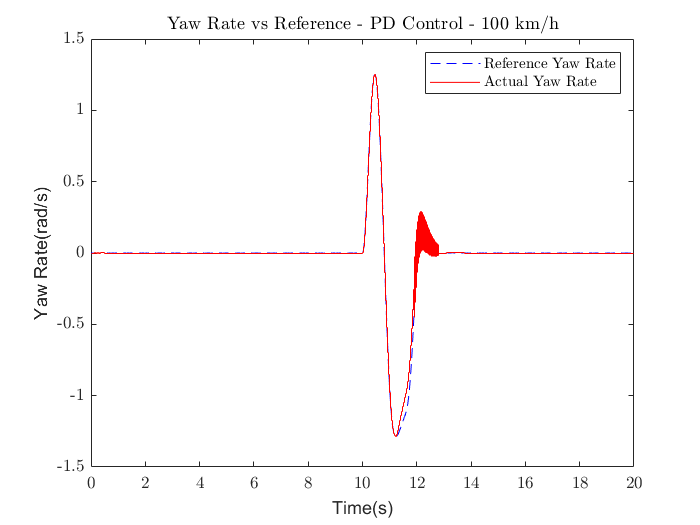 Yaw Rate vs Reference - PD Control - 100 km/h
1.5
1
0.5
0
-0.5
-1
-1.5
Yaw Rate(rad/s)
Reference Yaw Rate
Actual Yaw Rate
0 2 4 6 8 10 12 14 16 18 20
Time(s)